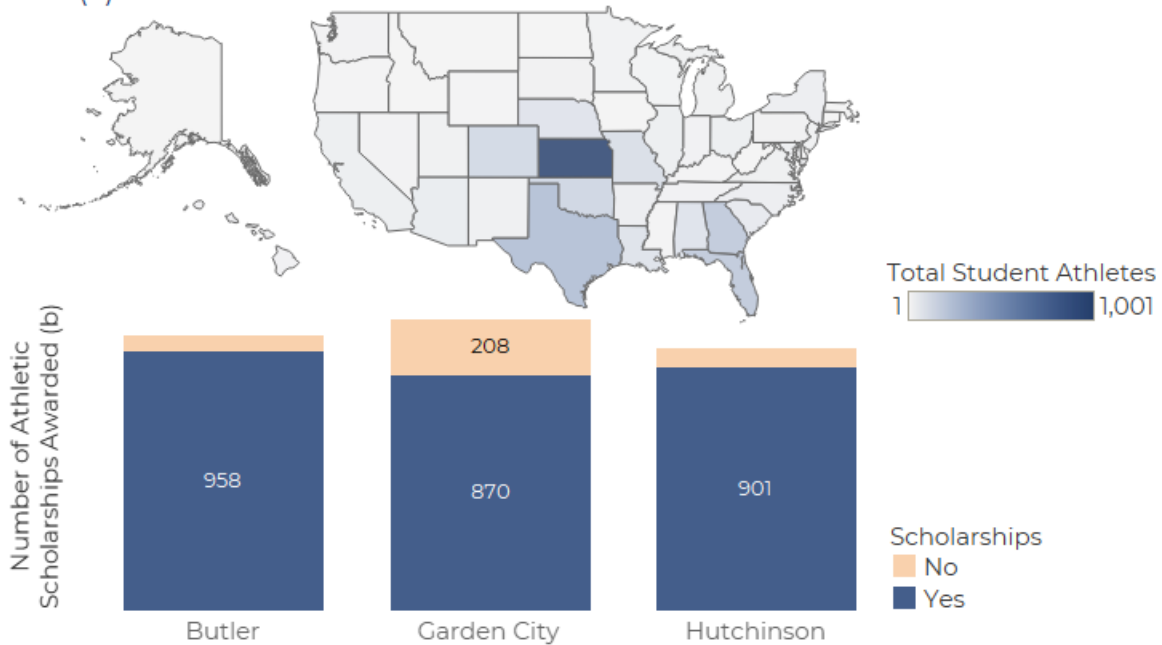 Total Student Athletes
1 1,001
Number of Athletic
Scholarships Awarded (b)
208
958
870
901
Scholarships
No
Yes
Butler Garden City Hutchinson